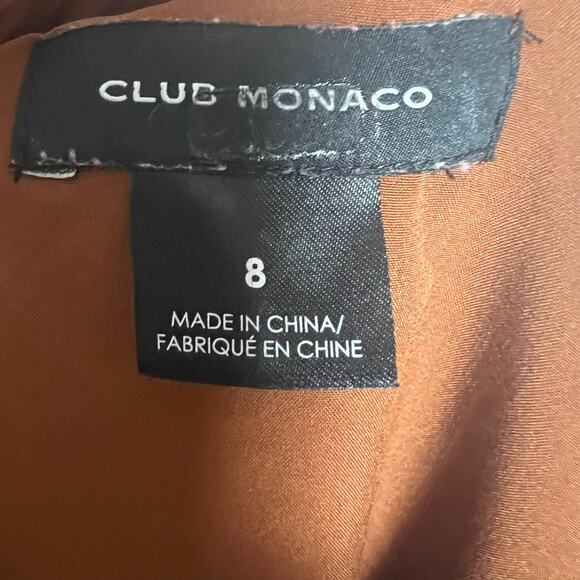 CLUB MONACO
8
MADE IN CHINA/
FABRIQUÉ EN CHINE